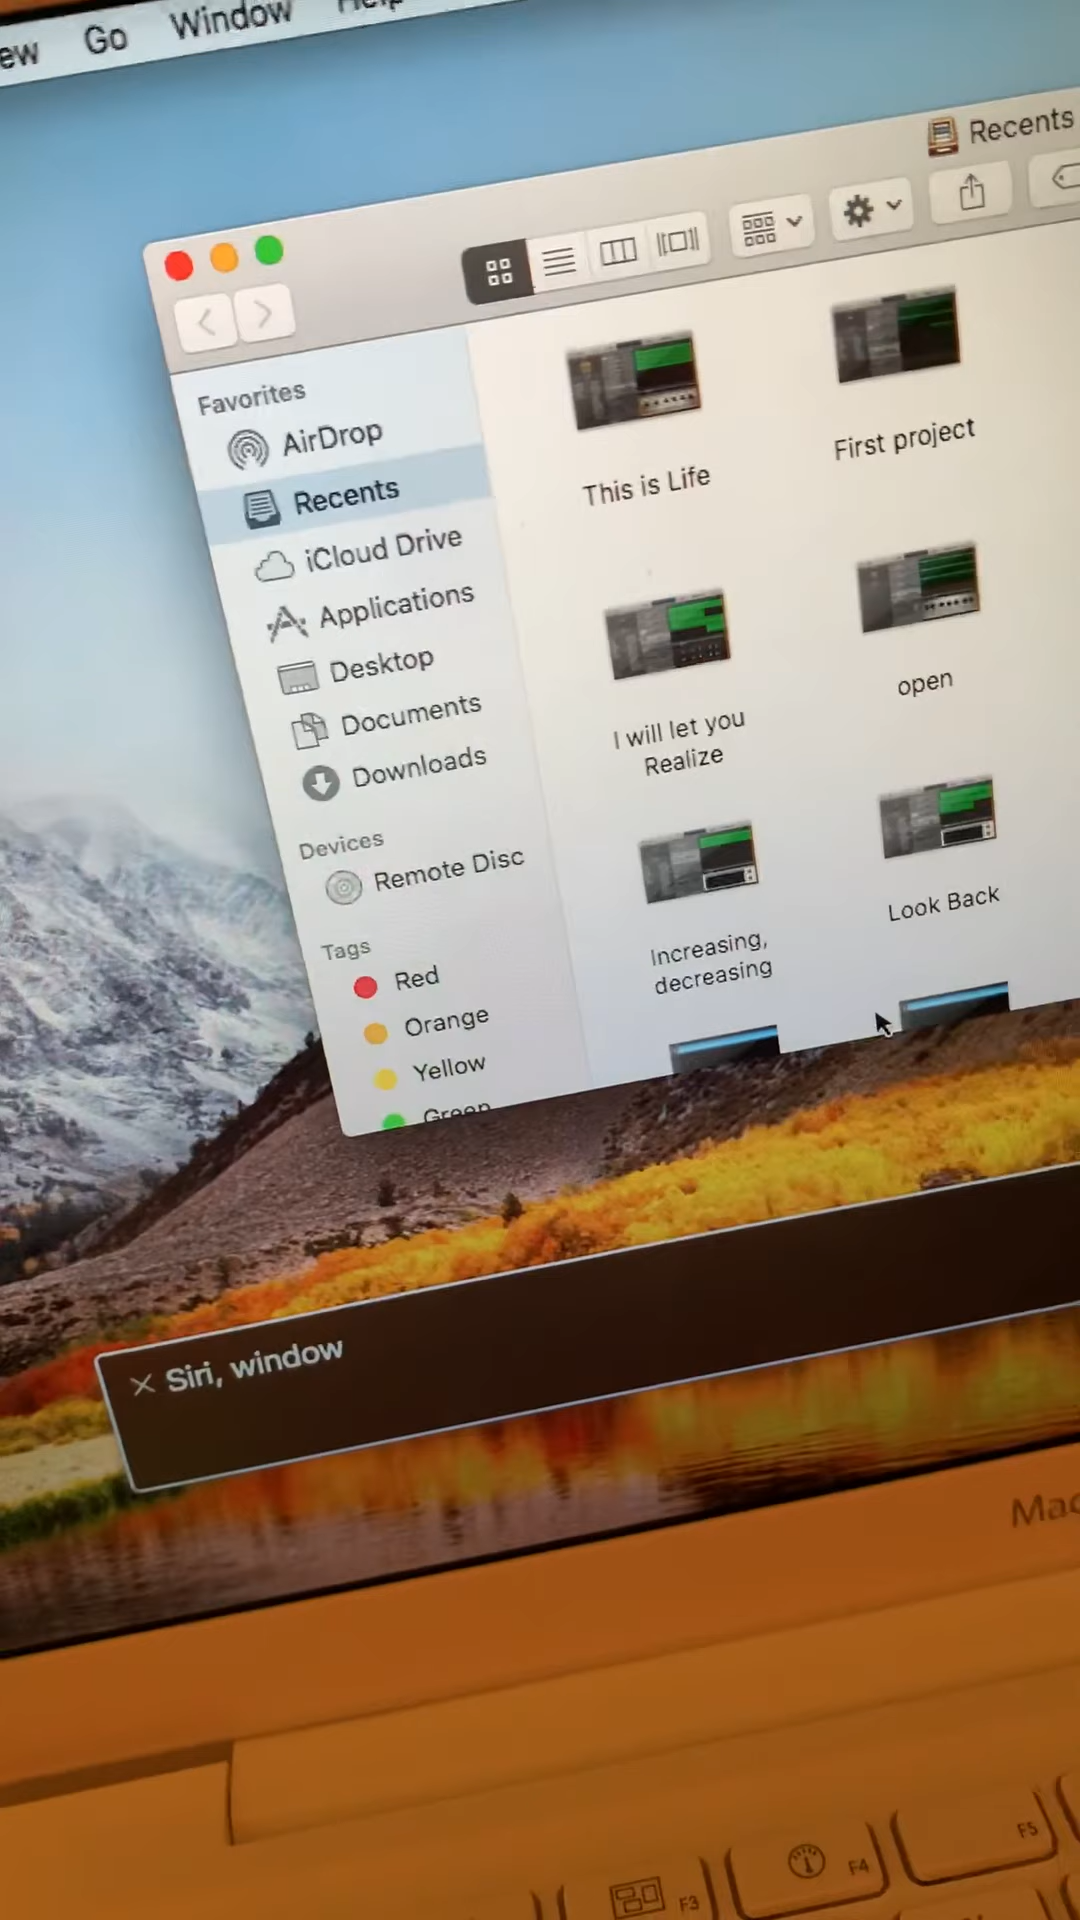 Go Window Help
Recents
Favorites
AirDrop
Recents
iCloud Drive
Applications
Desktop
Documents
Downloads
Devices
Remote Disc
Tags
Red
Orange
Yellow
Green
This is Life
First project
I will let you
Realize
open
Increasing,
decreasing
Look Back
Siri, window
F3
F4
F5